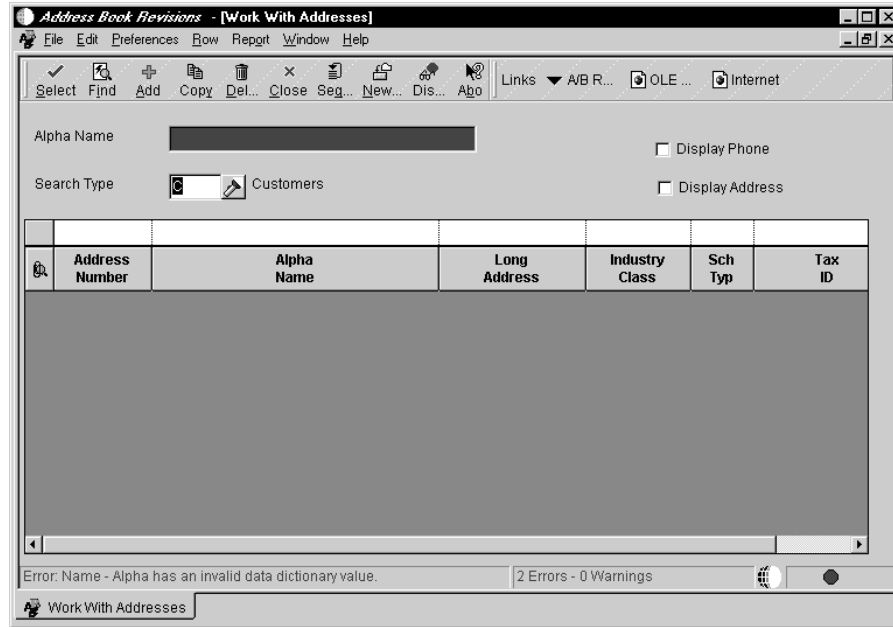 Address Book Revisions - [Work With Addresses]
File Edit Preferences Row Report Window Help
Select Find Add Copy Del... Close Seq... New... Dis... Abo Links A/B R... OLE ... Internet
Alpha Name
Display Phone
Search Type C Customers
Display Address
Address Number Alpha Name Long Address Industry Class Sch Typ Tax ID
Error: Name - Alpha has an invalid data dictionary value. 2 Errors - 0 Warnings
Work With Addresses